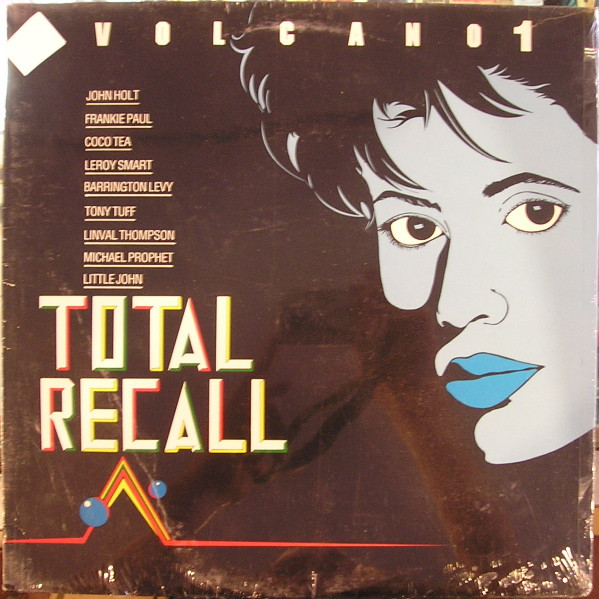 VOLCANO 1
JOHN HOLT
FRANKIE PAUL
COCO TEA
LEROY SMART
BARRINGTON LEVY
TONY TUFF
LINVAL THOMPSON
MICHAEL PROPHET
LITTLE JOHN
TOTAL
RECALL